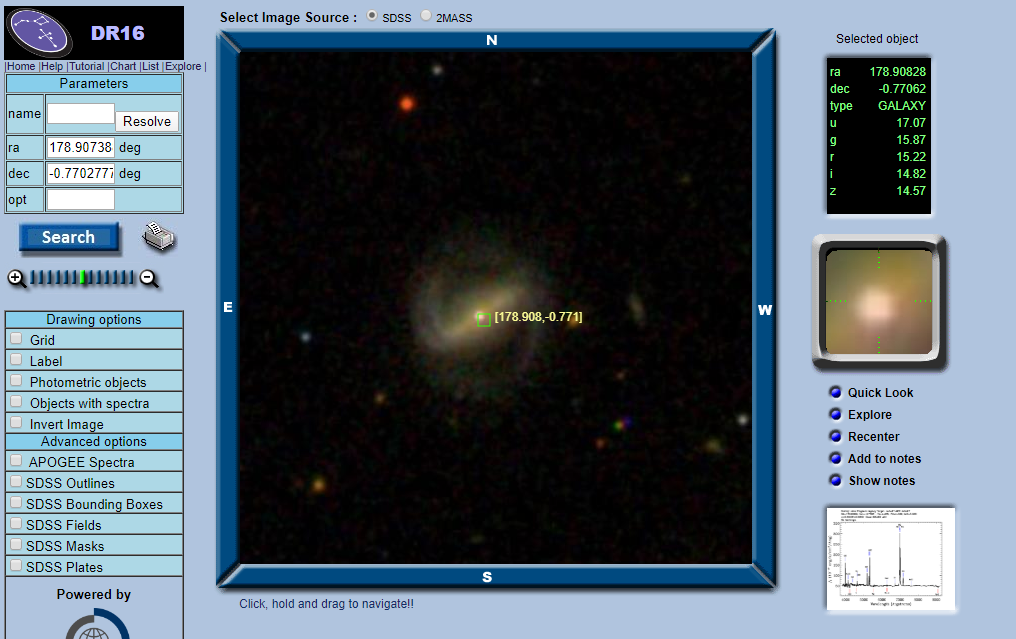 DR16
Home |Help |Tutorial |Chart |List |Explore |
Parameters
name
Resolve
ra 178.90738 deg
dec -0.7702777 deg
opt
Search
Drawing options
Grid
Label
Photometric objects
Objects with spectra
Invert Image
Advanced options
APOGEE Spectra
SDSS Outlines
SDSS Bounding Boxes
SDSS Fields
SDSS Masks
SDSS Plates
Powered by
Select Image Source : SDSS 2MASS
N
E
W
[178.908,-0.771]
S
Click, hold and drag to navigate!!
Selected object
ra 178.90828
dec -0.77062
type GALAXY
u 17.07
g 15.87
r 15.22
i 14.82
z 14.57
Quick Look
Explore
Recenter
Add to notes
Show notes